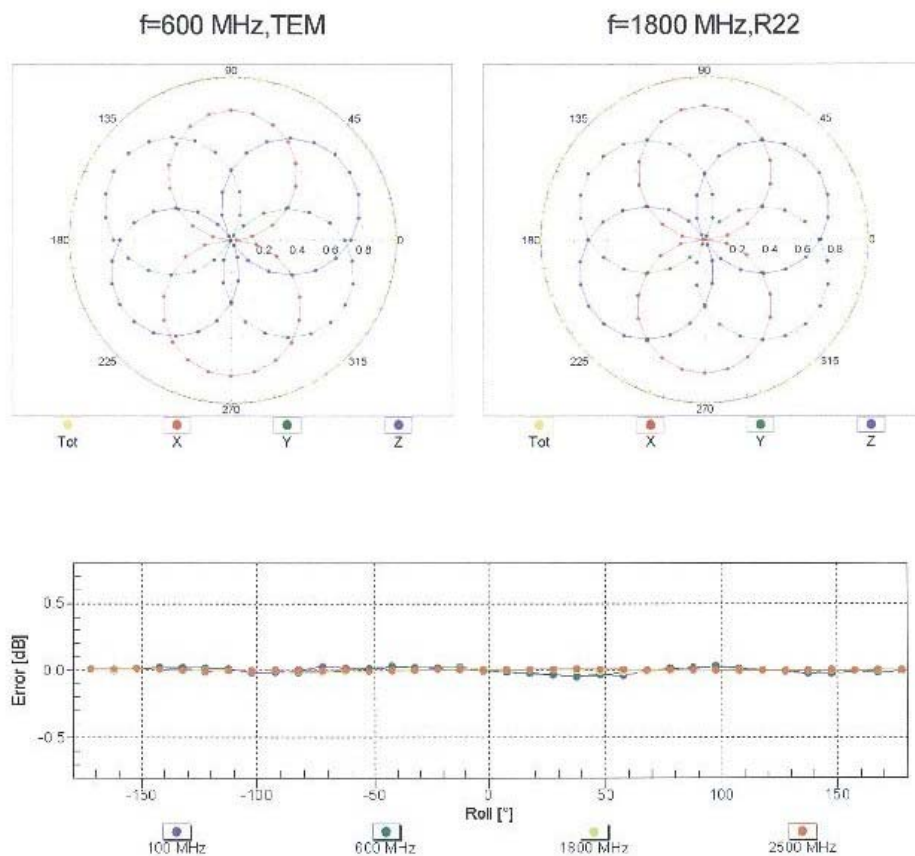 f=600 MHz,TEM
f=1800 MHz,R22
90
135
45
180
0.2 0.4 0.6 0.8
0
225
315
270
Tot X Y Z
90
135
45
180
0.2 0.4 0.6 0.8
0
225
315
270
Tot X Y Z
Error [dB]
0.5
0.0
-0.5
-150 -100 -50 0 50 100 150
Roll [°]
100 MHz 600 MHz 1800 MHz 2500 MHz